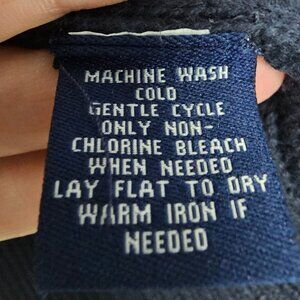 MACHINE WASH
COLD
GENTLE CYCLE
ONLY NON-
CHLORINE BLEACH
WHEN NEEDED
LAY FLAT TO DRY
WARM IRON IF
NEEDED